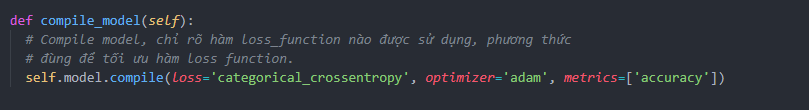 def compile_model(self):
# Compile model, chỉ rõ hàm loss_function nào được sử dụng, phương thức
# đùng để tối ưu hàm loss function.
self.model.compile(loss='categorical_crossentropy', optimizer='adam', metrics=['accuracy'])